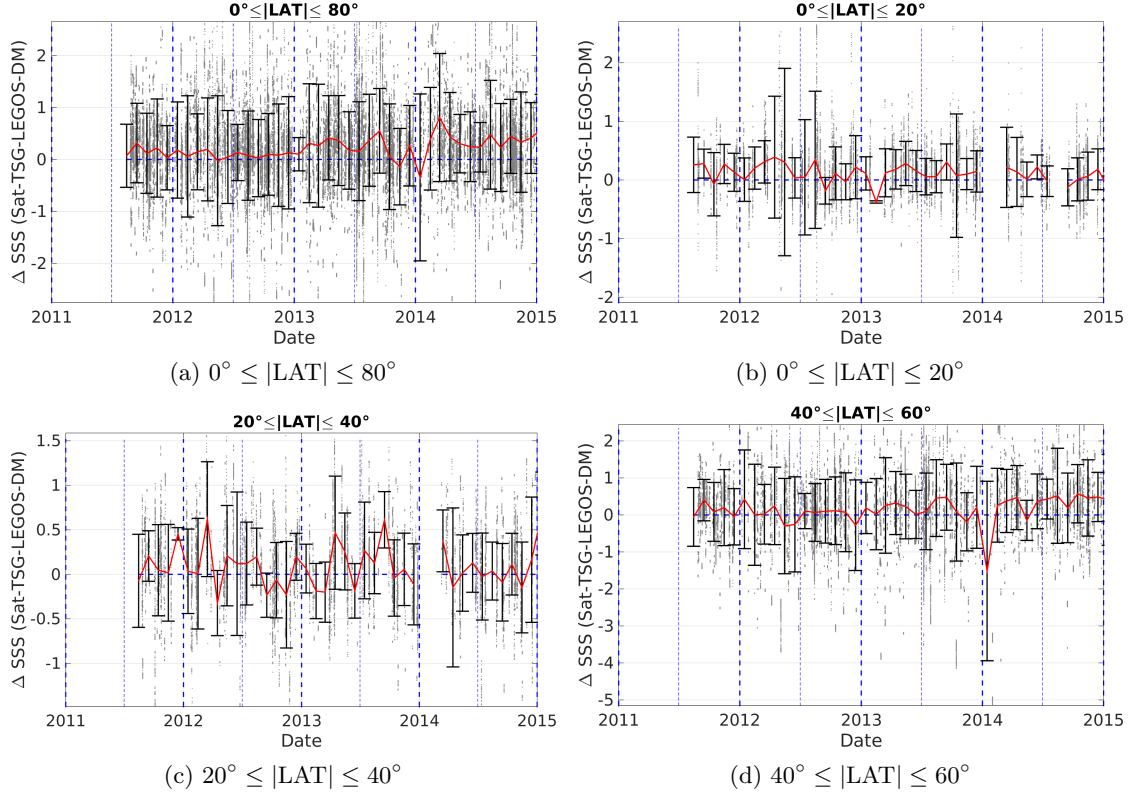 0°≤|LAT|≤ 80°
Δ SSS (Sat-TSG-LEGOS-DM)
2
1
0
-1
-2
2011 2012 2013 2014 2015
Date
(a) 0° ≤ |LAT| ≤ 80°
0°≤|LAT|≤ 20°
Δ SSS (Sat-TSG-LEGOS-DM)
2
1
0
-1
-2
2011 2012 2013 2014 2015
Date
(b) 0° ≤ |LAT| ≤ 20°
20°≤|LAT|≤ 40°
Δ SSS (Sat-TSG-LEGOS-DM)
1.5
1
0.5
0
-0.5
-1
2011 2012 2013 2014 2015
Date
(c) 20° ≤ |LAT| ≤ 40°
40°≤|LAT|≤ 60°
Δ SSS (Sat-TSG-LEGOS-DM)
2
1
0
-1
-2
-3
-4
-5
2011 2012 2013 2014 2015
Date
(d) 40° ≤ |LAT| ≤ 60°